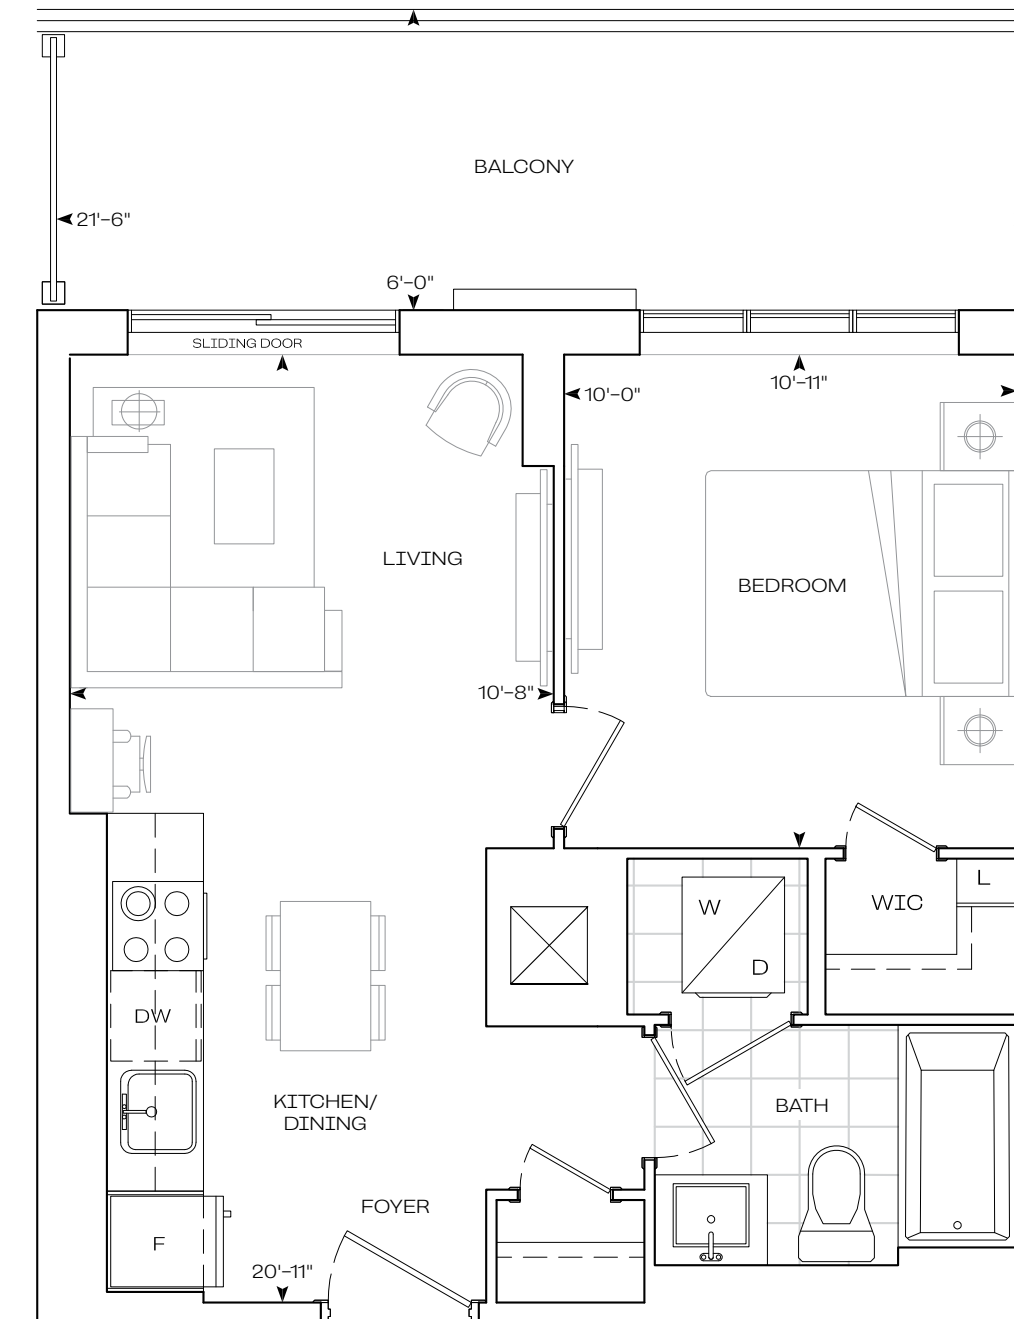 BALCONY
21'-6"
6'-0"
SLIDING DOOR
10'-0"
10'-11"
LIVING
BEDROOM
10'-8"
W
D
WIC
L
DW
KITCHEN/
DINING
BATH
FOYER
F
20'-11"